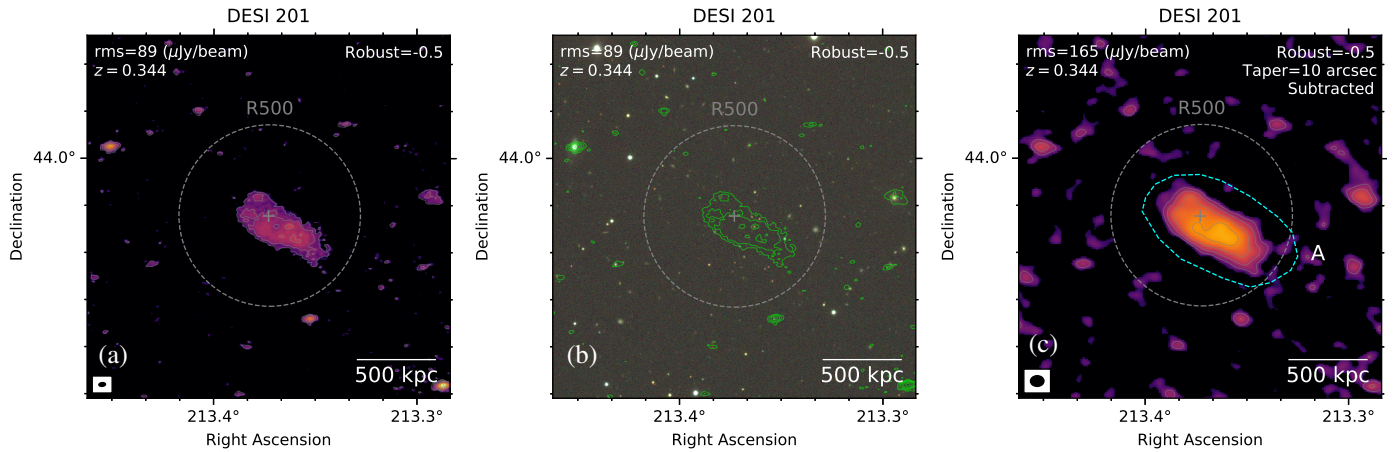 DESI 201
rms=89 (μJy/beam)
Robust=-0.5
z = 0.344
R500
44.0°
Declination
(a)
500 kpc
213.4°
213.3°
Right Ascension
DESI 201
rms=89 (μJy/beam)
Robust=-0.5
z = 0.344
R500
44.0°
Declination
(b)
500 kpc
213.4°
213.3°
Right Ascension
DESI 201
rms=165 (μJy/beam)
Robust=-0.5
z = 0.344
Taper=10 arcsec
Subtracted
R500
44.0°
Declination
A
(c)
500 kpc
213.4°
213.3°
Right Ascension